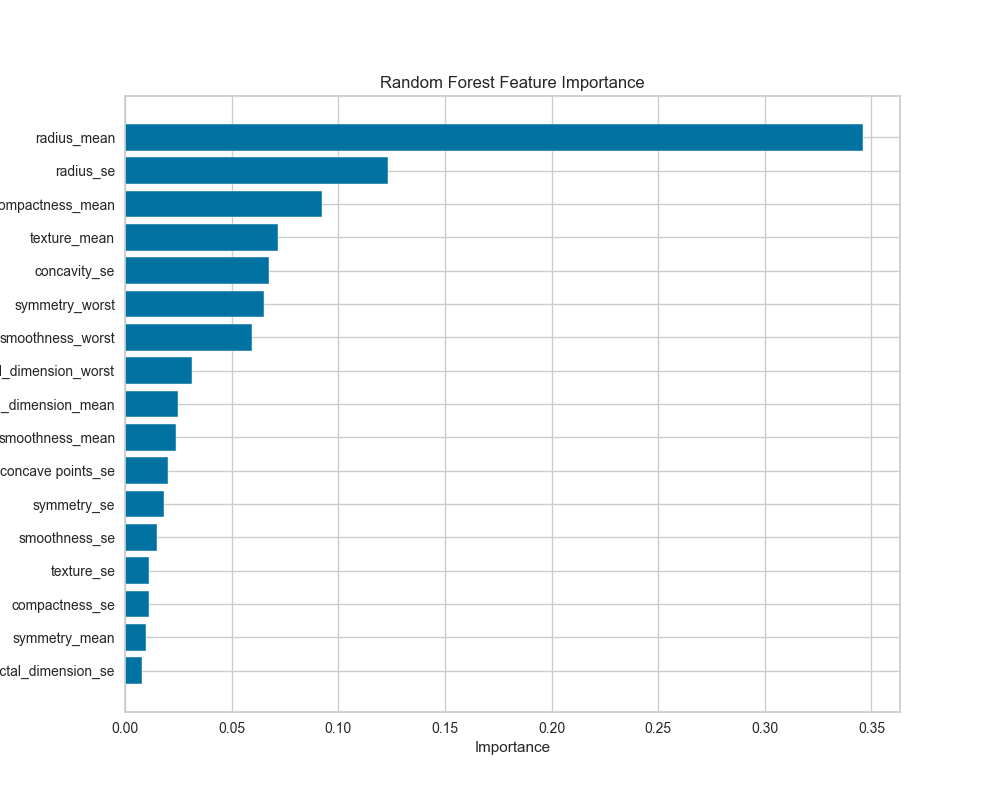 Random Forest Feature Importance
radius_mean
radius_se
ompactness_mean
texture_mean
concavity_se
symmetry_worst
smoothness_worst
l_dimension_worst
_dimension_mean
smoothness_mean
concave points_se
symmetry_se
smoothness_se
texture_se
compactness_se
symmetry_mean
ctal_dimension_se
0.00 0.05 0.10 0.15 0.20 0.25 0.30 0.35
Importance